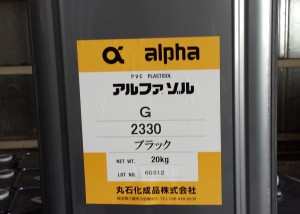 α alpha
PVC PLASTISOL
アルファゾル
G
2330
ブラック
NET WT. 20kg
LOT NO. 60312
丸石化成品株式会社